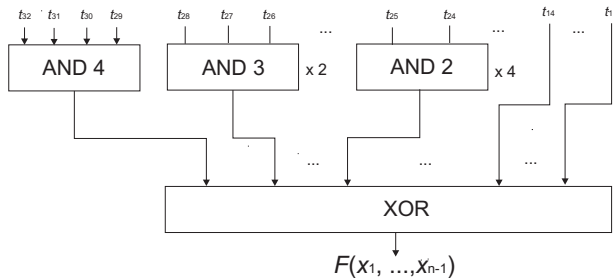 t32 t31 t30 t29 t28 t27 t26 ... t25 t24 ... t14 ... t1
AND 4 AND 3 x 2 AND 2 x 4
... ... ...
XOR
F(x1, ...,xn-1)